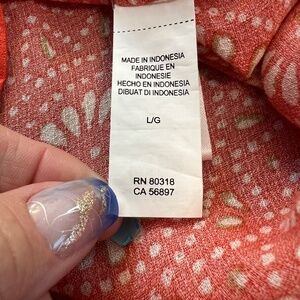 MADE IN INDONESIA
FABRIQUE EN
INDONESIE
HECHO EN INDONESIA
DIBUAT DI INDONESIA
L/G
RN 80318
CA 56897